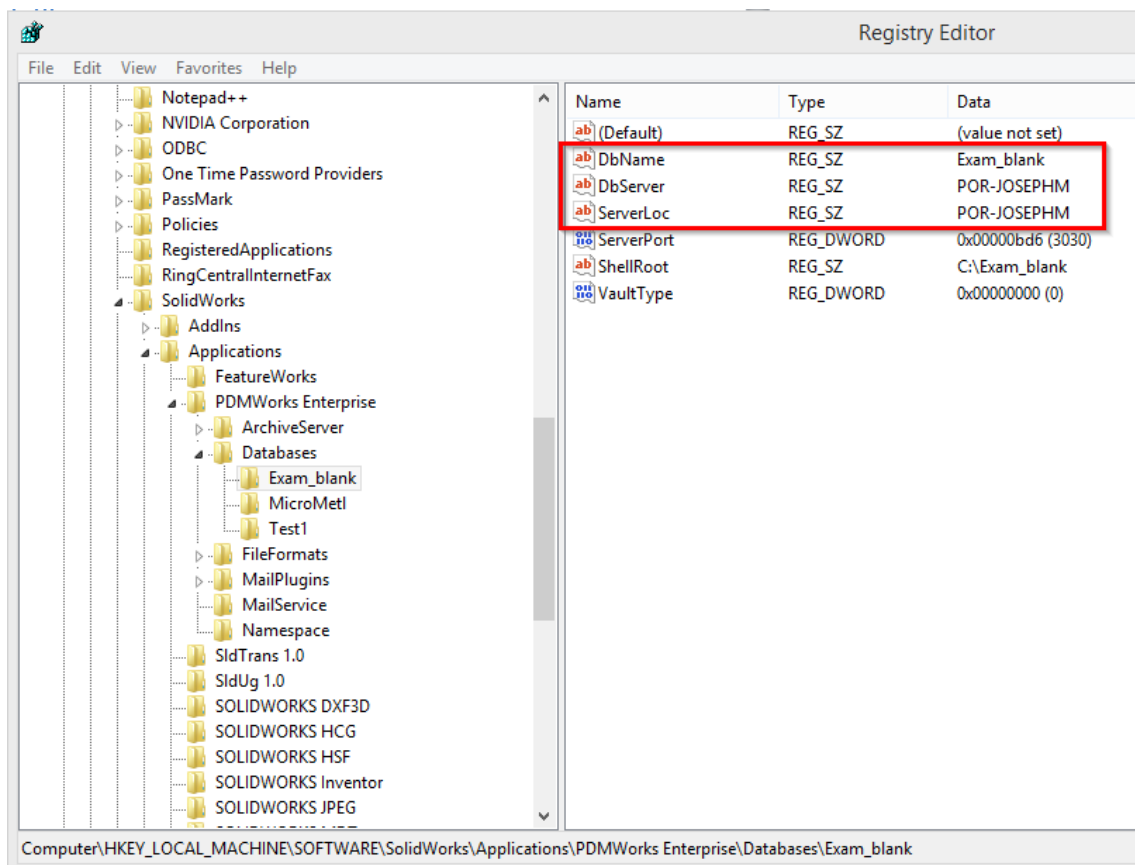 Registry Editor
File Edit View Favorites Help
Notepad++
NVIDIA Corporation
ODBC
One Time Password Providers
PassMark
Policies
RegisteredApplications
RingCentralInternetFax
SolidWorks
AddIns
Applications
FeatureWorks
PDMWorks Enterprise
ArchiveServer
Databases
Exam_blank
MicroMetl
Test1
FileFormats
MailPlugins
MailService
Namespace
SldTrans 1.0
SldUg 1.0
SOLIDWORKS DXF3D
SOLIDWORKS HCG
SOLIDWORKS HSF
SOLIDWORKS Inventor
SOLIDWORKS JPEG
Name Type Data
(Default) REG_SZ (value not set)
DbName REG_SZ Exam_blank
DbServer REG_SZ POR-JOSEPHM
ServerLoc REG_SZ POR-JOSEPHM
ServerPort REG_DWORD 0x00000bd6 (3030)
ShellRoot REG_SZ C:\Exam_blank
VaultType REG_DWORD 0x00000000 (0)
Computer\HKEY_LOCAL_MACHINE\SOFTWARE\SolidWorks\Applications\PDMWorks Enterprise\Databases\Exam_blank